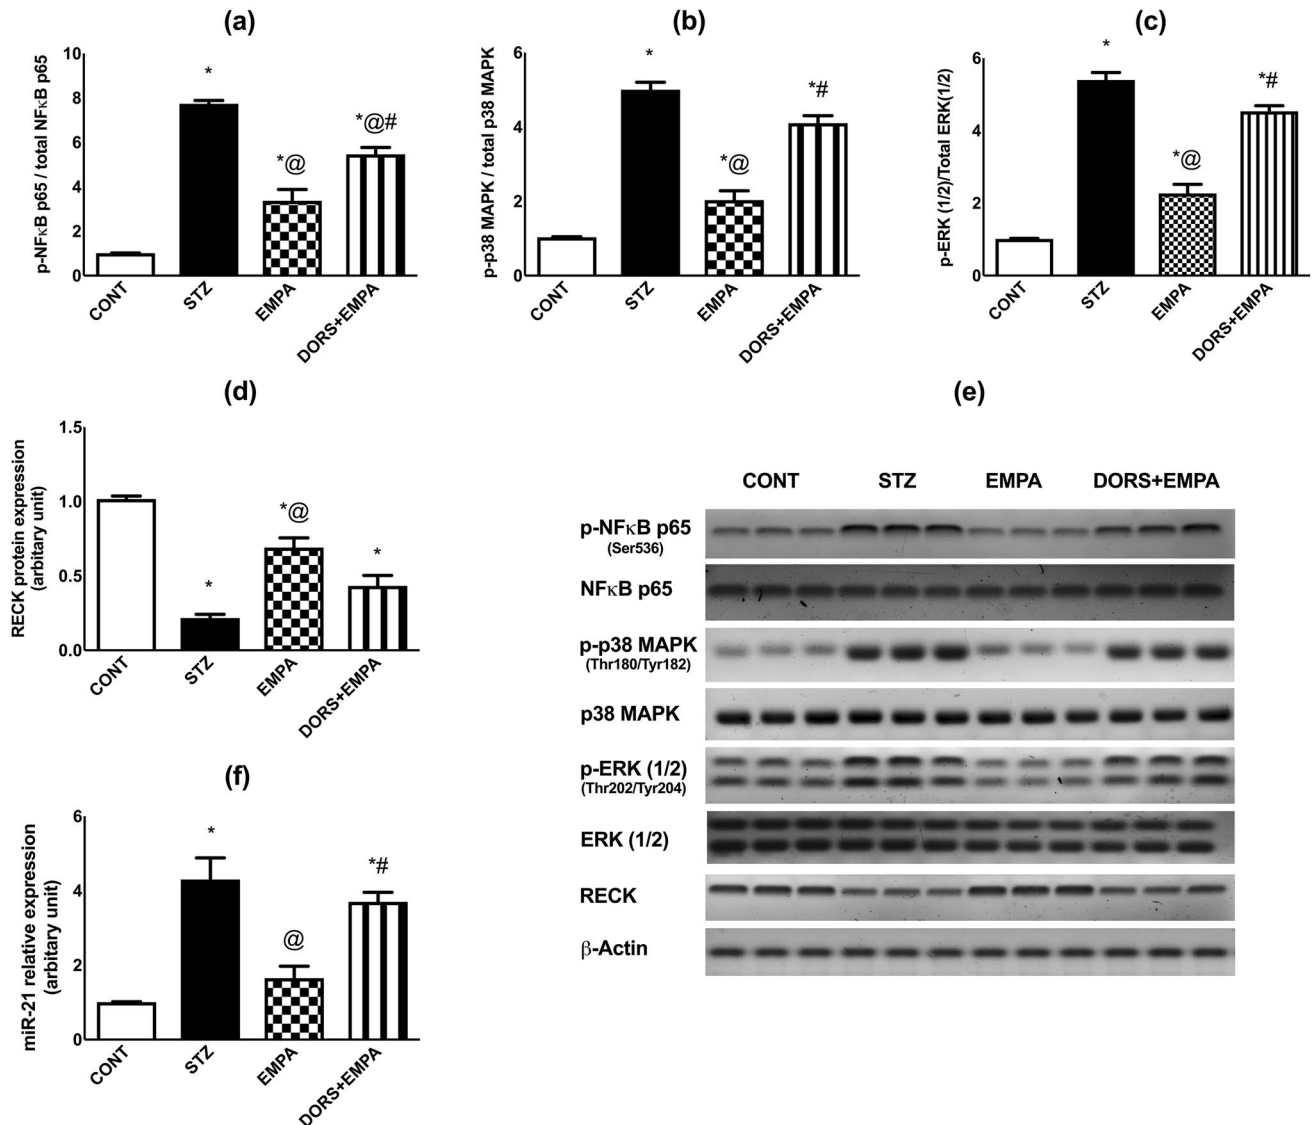 (a)
p-NFκB p65 / total NFκB p65
10
8
6
4
2
0
*
*@
*@#
CONT
STZ
EMPA
DORS+EMPA
(b)
p-p38 MAPK / total p38 MAPK
6
4
2
0
*
*@
*#
CONT
STZ
EMPA
DORS+EMPA
(c)
p-ERK (1/2)/Total ERK(1/2)
6
4
2
0
*
*@
*#
CONT
STZ
EMPA
DORS+EMPA
(d)
RECK protein expression
(arbitary unit)
1.5
1.0
0.5
0.0
*
*@
*
CONT
STZ
EMPA
DORS+EMPA
(e)
CONT STZ EMPA DORS+EMPA
p-NFκB p65
(Ser536)
NFκB p65
p-p38 MAPK
(Thr180/Tyr182)
p38 MAPK
p-ERK (1/2)
(Thr202/Tyr204)
ERK (1/2)
RECK
β-Actin
(f)
miR-21 relative expression
(arbitary unit)
6
4
2
0
*
@
*#
CONT
STZ
EMPA
DORS+EMPA